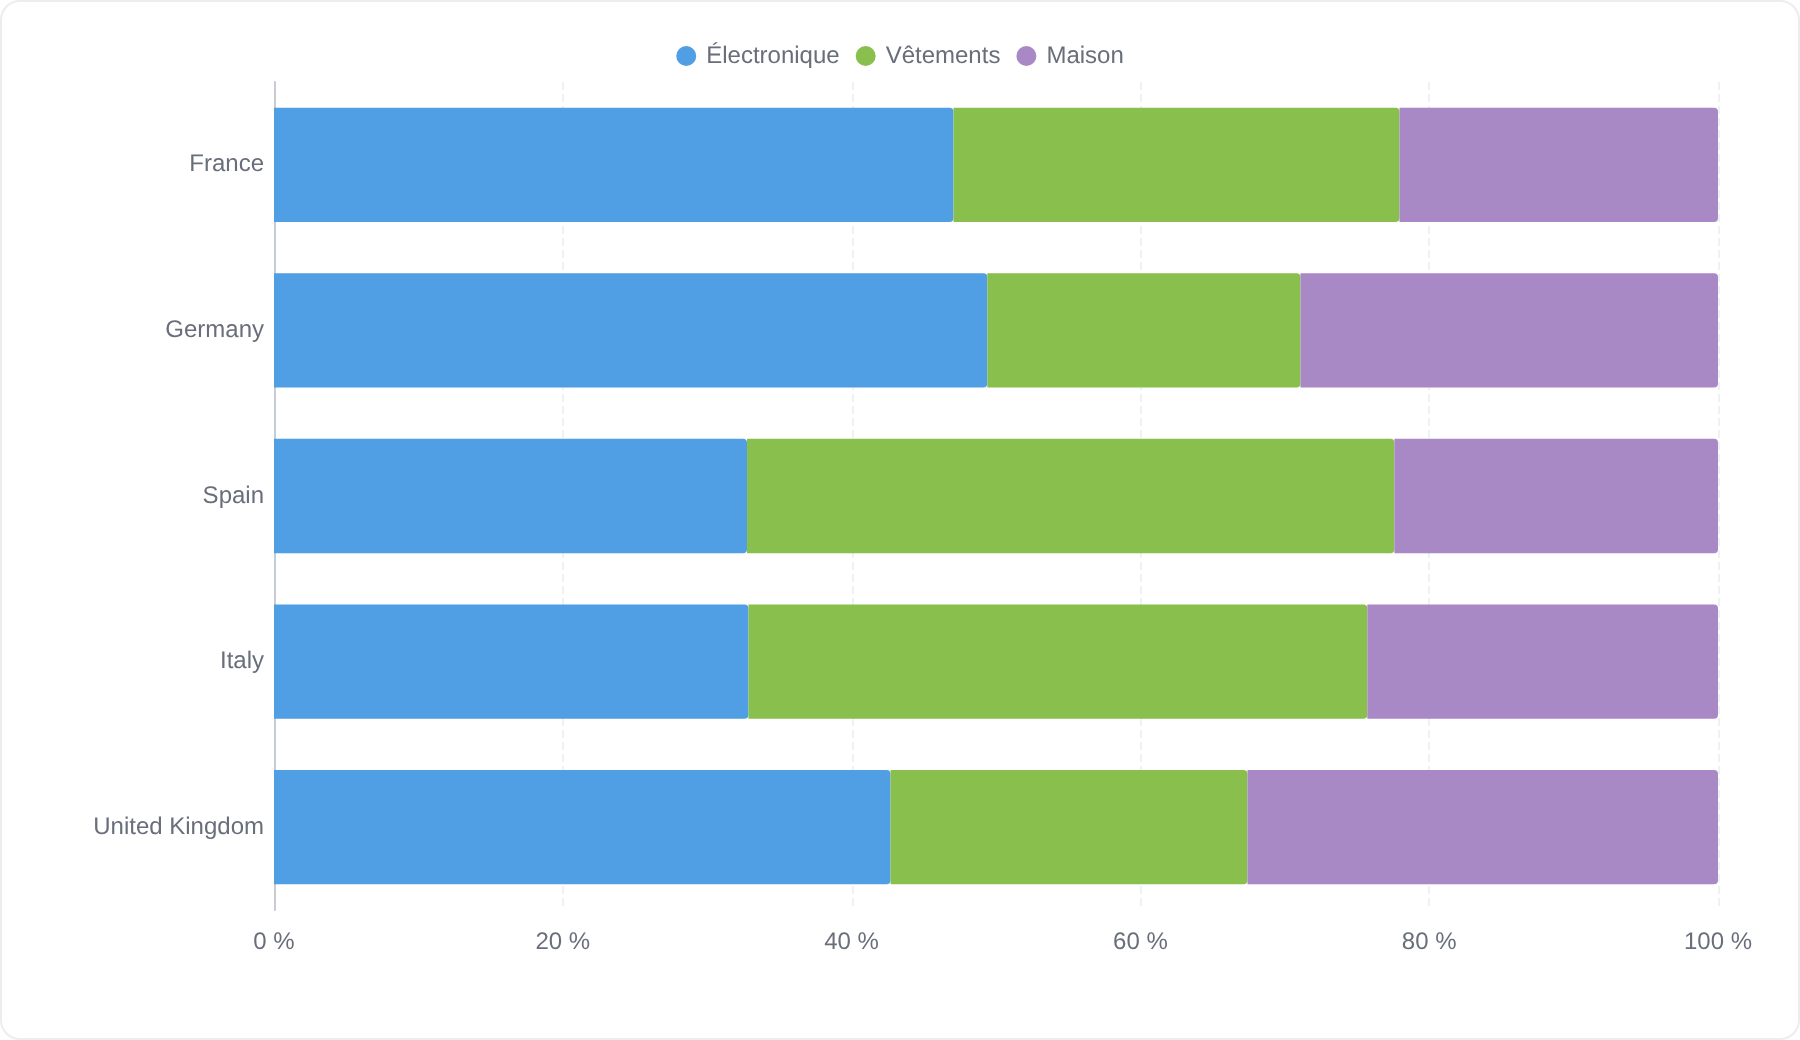 Électronique Vêtements Maison
France
Germany
Spain
Italy
United Kingdom
0 % 20 % 40 % 60 % 80 % 100 %